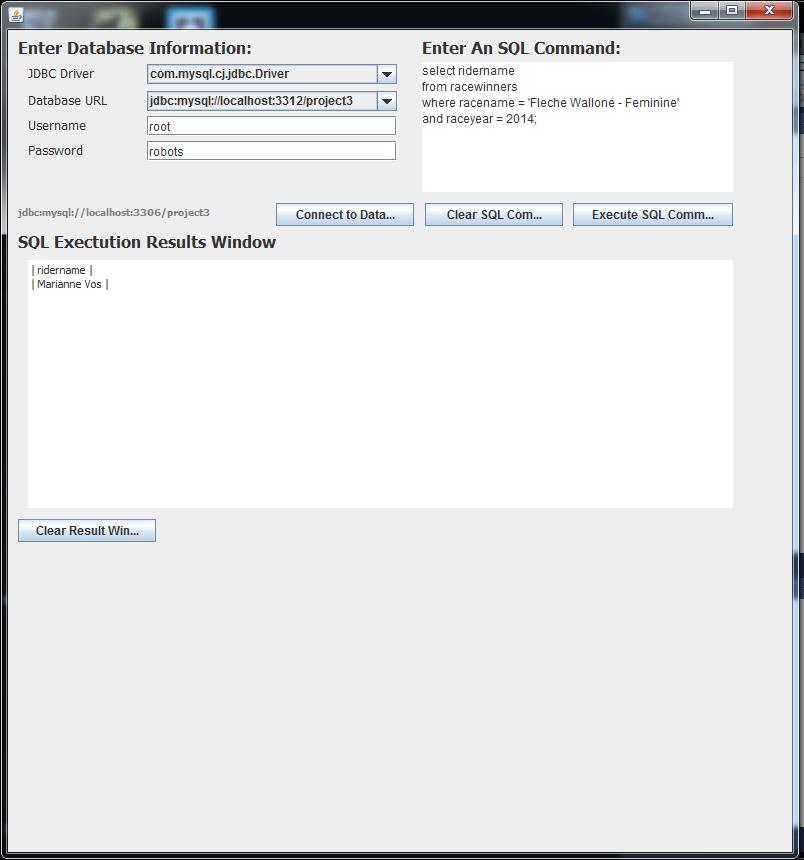 Enter Database Information:
JDBC Driver
com.mysql.cj.jdbc.Driver
Database URL
jdbc:mysql://localhost:3312/project3
Username
root
Password
robots
Enter An SQL Command:
select ridername
from racewinners
where racename = 'Fleche Wallone - Feminine'
and raceyear = 2014;
jdbc:mysql://localhost:3306/project3
Connect to Data...
Clear SQL Com...
Execute SQL Comm...
SQL Exectution Results Window
| ridername |
| Marianne Vos |
Clear Result Win...